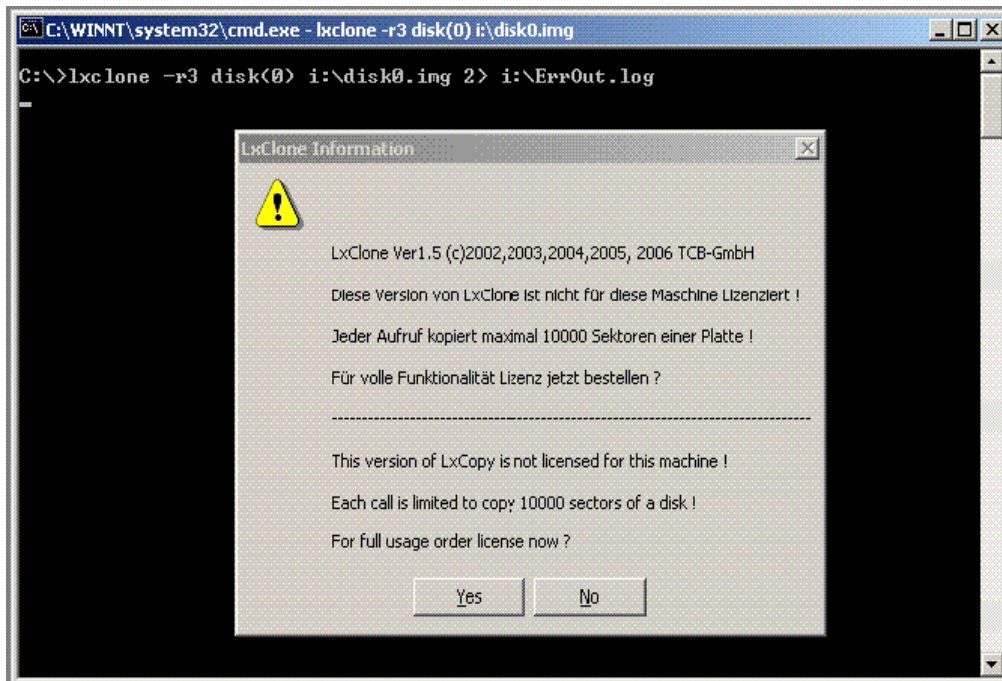 C:\WINNT\system32\cmd.exe - lxclone -r3 disk(0) i:\disk0.img
C:\>lxclone -r3 disk(0) i:\disk0.img 2> i:\ErrOut.log
LxClone Information
LxClone Ver1.5 (c)2002,2003,2004,2005, 2006 TCB-GmbH
Diese Version von LxClone ist nicht für diese Maschine Lizenziert !
Jeder Aufruf kopiert maximal 10000 Sektoren einer Platte !
Für volle Funktionalität Lizenz jetzt bestellen ?
--------------------------------------------------------------------------------
This version of LxCopy is not licensed for this machine !
Each call is limited to copy 10000 sectors of a disk !
For full usage order license now ?
Yes No